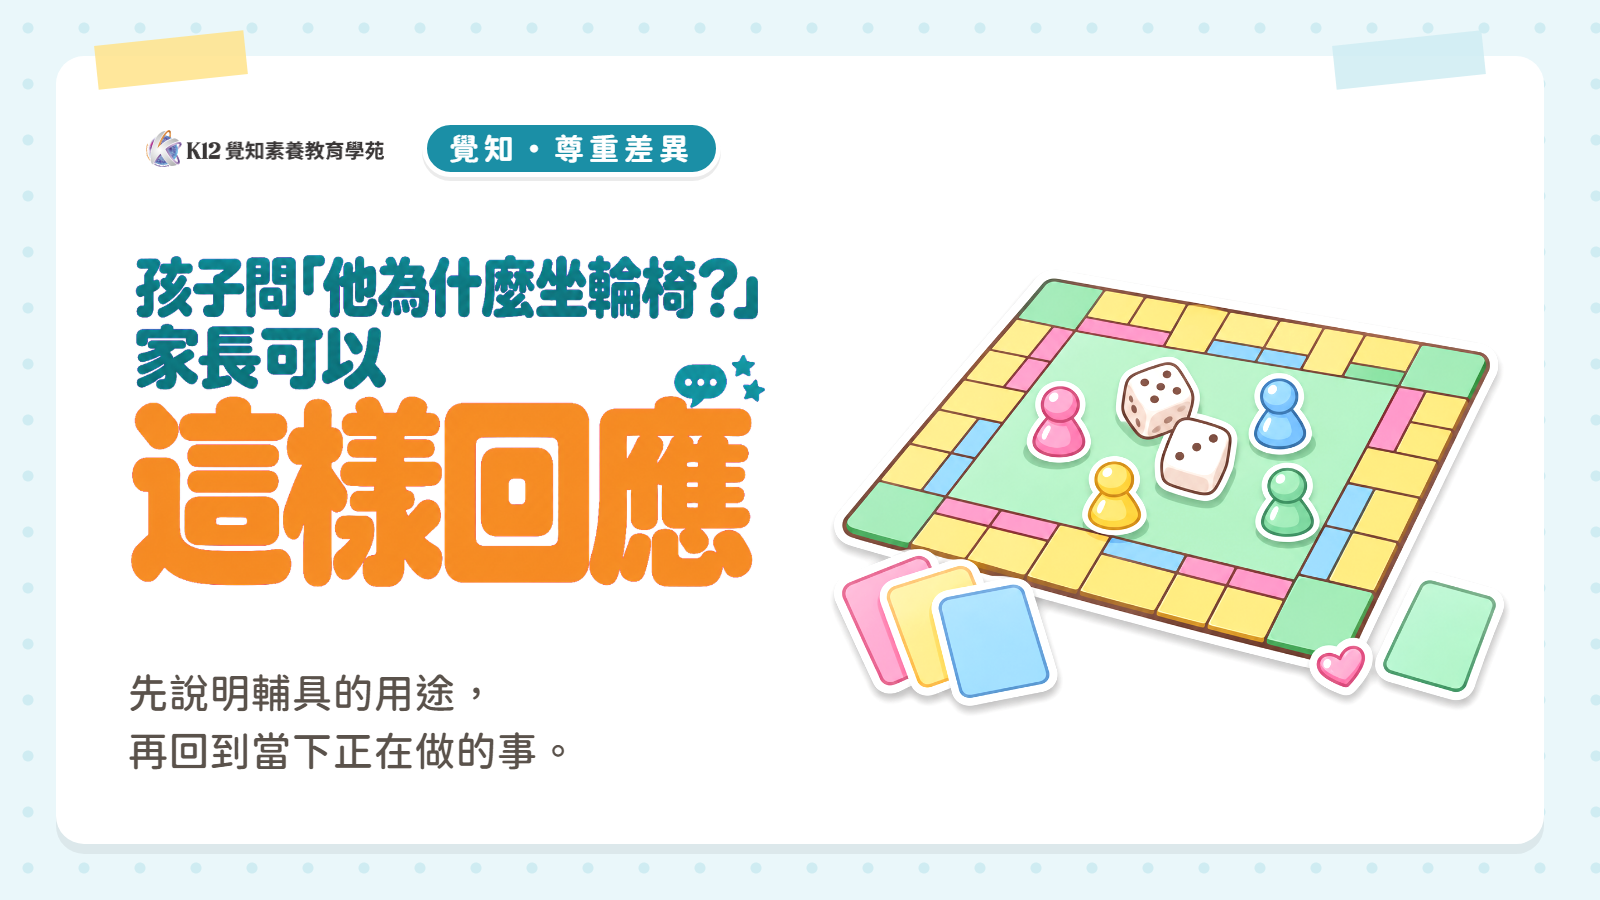 K12 覺知素養教育學苑
覺知・尊重差異
孩子問「他為什麼坐輪椅?」
家長可以
這樣回應
先說明輔具的用途，
再回到當下正在做的事。